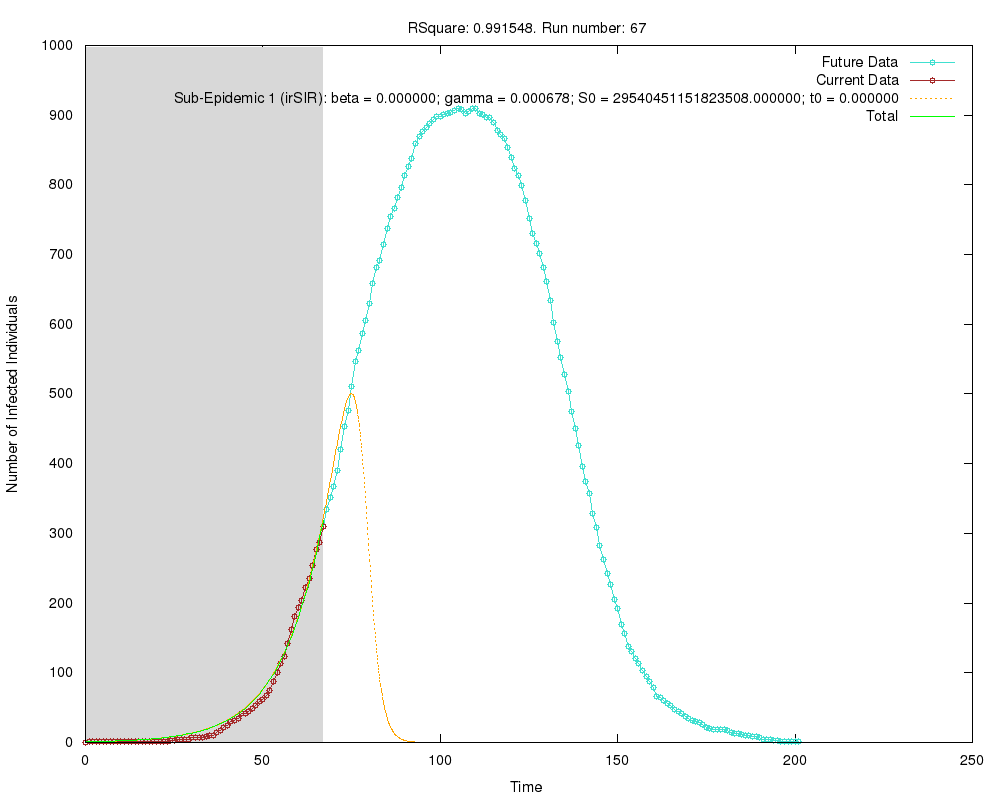 RSquare: 0.991548. Run number: 67
Future Data
Current Data
Sub-Epidemic 1 (irSIR): beta = 0.000000; gamma = 0.000678; S0 = 29540451151823508.000000; t0 = 0.000000
Total
1000
900
800
700
600
500
400
300
200
100
0
Number of Infected Individuals
0 50 100 150 200 250
Time